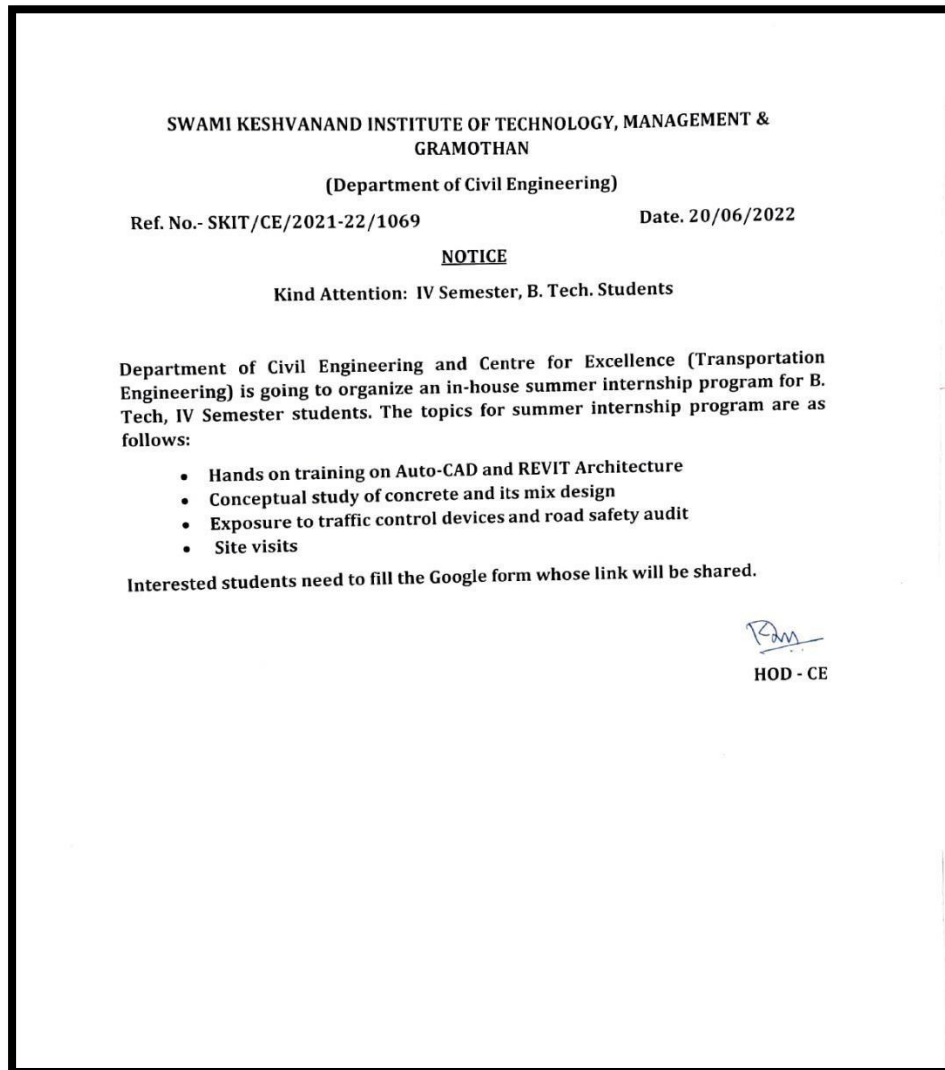 SWAMI KESHVANAND INSTITUTE OF TECHNOLOGY, MANAGEMENT &
GRAMOTHAN
(Department of Civil Engineering)
Ref. No.- SKIT/CE/2021-22/1069 Date. 20/06/2022
NOTICE
Kind Attention: IV Semester, B. Tech. Students
Department of Civil Engineering and Centre for Excellence (Transportation
Engineering) is going to organize an in-house summer internship program for B.
Tech, IV Semester students. The topics for summer internship program are as
follows:
• Hands on training on Auto-CAD and REVIT Architecture
• Conceptual study of concrete and its mix design
• Exposure to traffic control devices and road safety audit
• Site visits
Interested students need to fill the Google form whose link will be shared.
HOD - CE